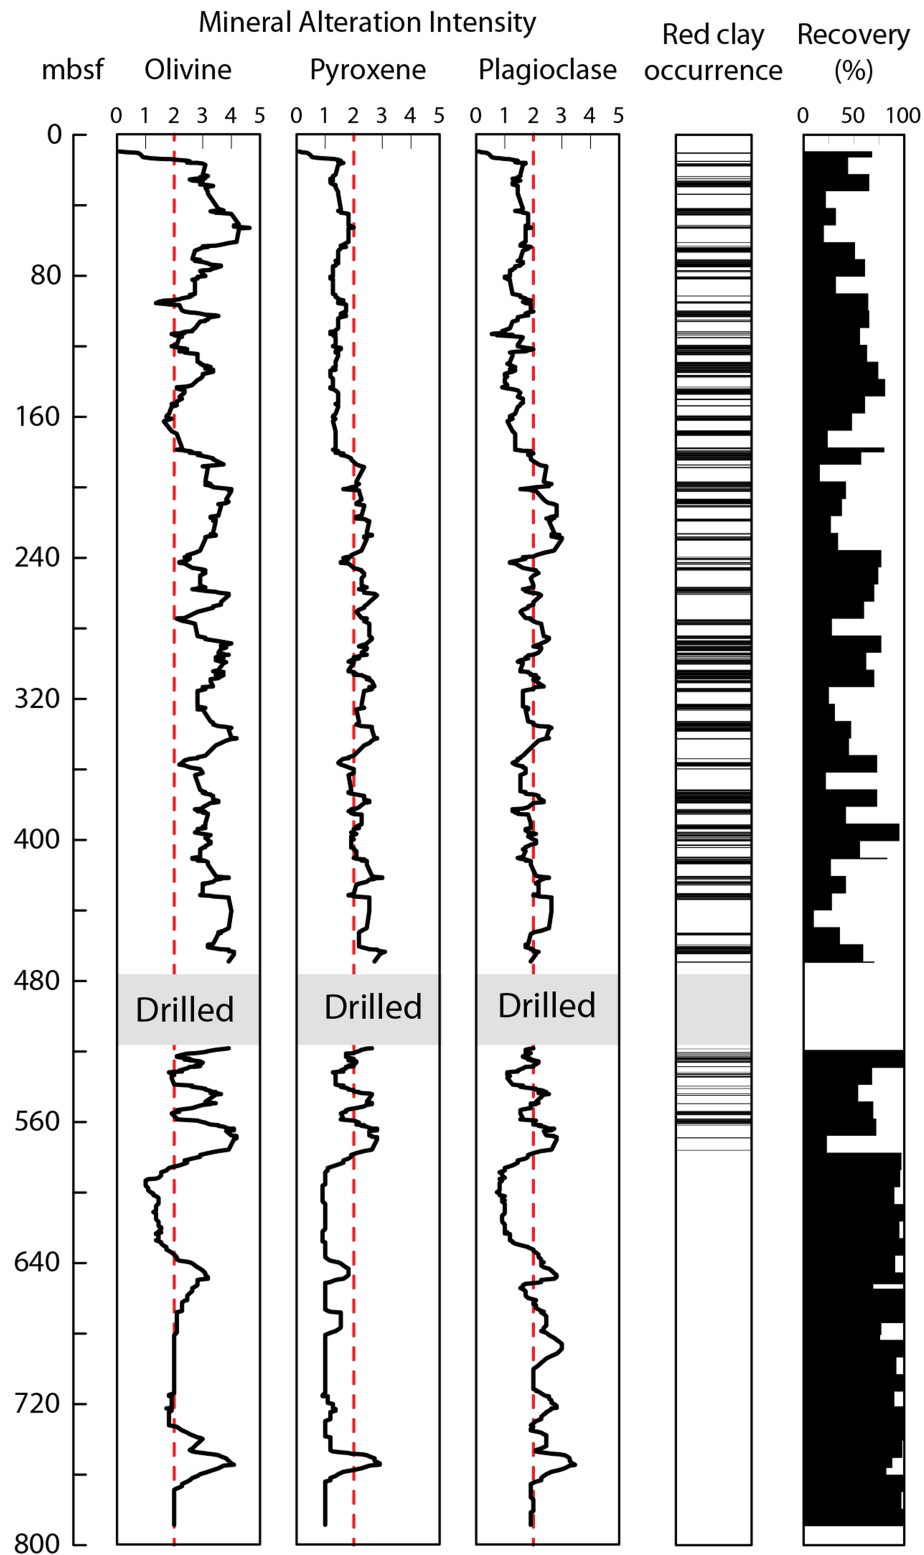 Mineral Alteration Intensity
Red clay occurrence
Recovery (%)
mbsf
Olivine
Pyroxene
Plagioclase
0 1 2 3 4 5
0 1 2 3 4 5
0 1 2 3 4 5
0 50 100
0
80
160
240
320
400
480
560
640
720
800
Drilled
Drilled
Drilled